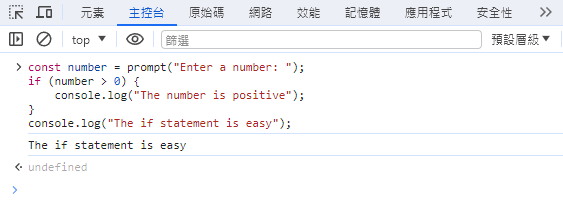 元素 主控台 原始碼 網路 效能 記憶體 應用程式 安全性
top 篩選 預設層級
const number = prompt("Enter a number: ");
if (number > 0) {
    console.log("The number is positive");
}
console.log("The if statement is easy");
The if statement is easy
undefined